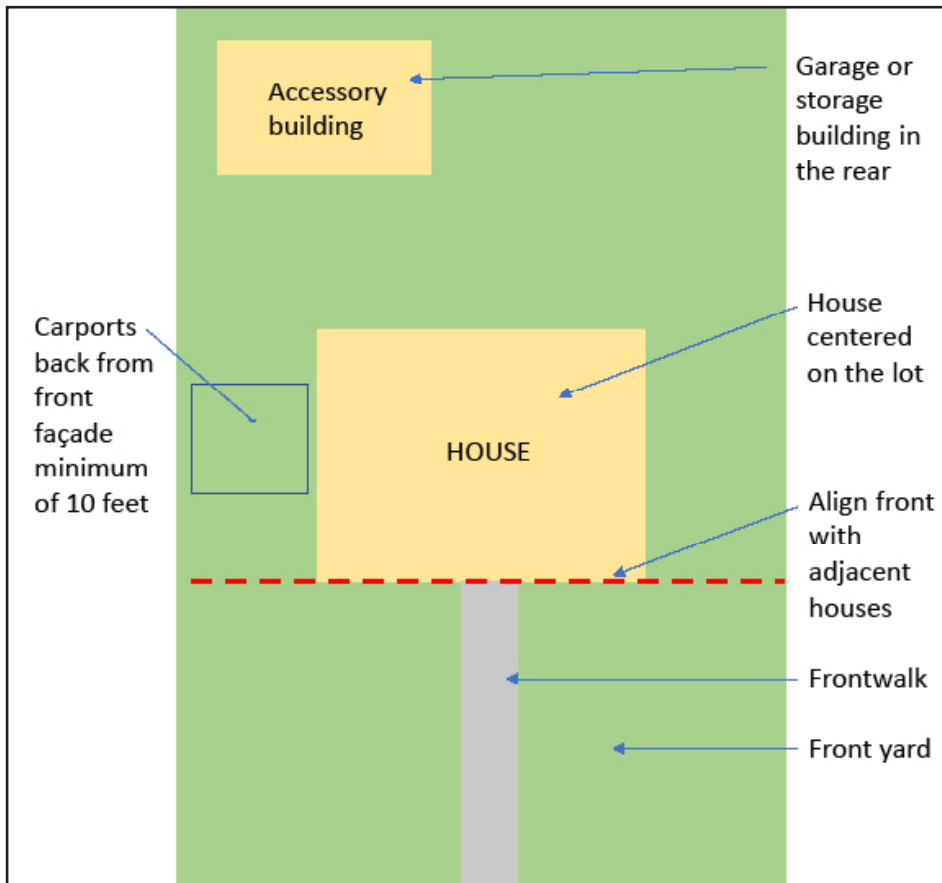 Accessory
building
Garage or
storage
building in
the rear
Carports
back from
front
façade
minimum
of 10 feet
House
centered
on the lot
HOUSE
Align front
with
adjacent
houses
Frontwalk
Front yard